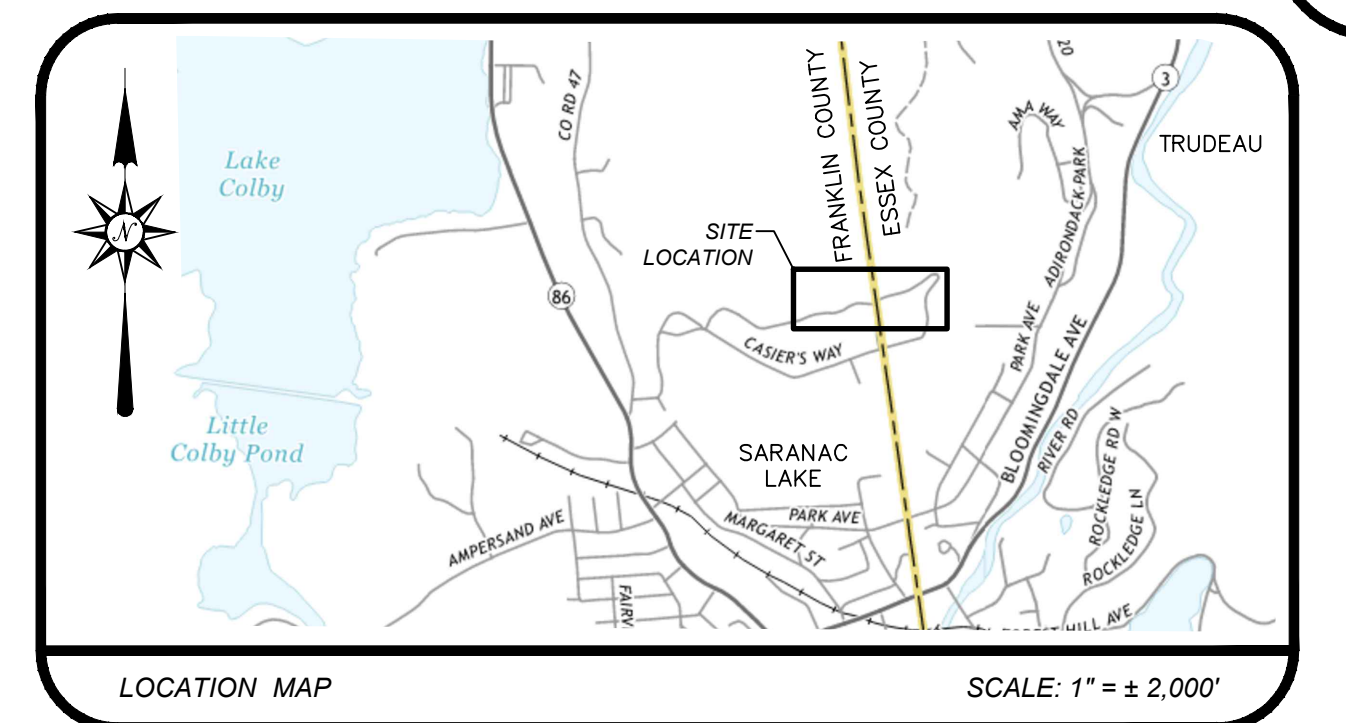 Lake
Colby
CO RD 47
FRANKLIN COUNTY
ESSEX COUNTY
20
3
AMA WAY
TRUDEAU
N
SITE
LOCATION
ADIRONDACK PARK
86
CASIER'S WAY
PARK AVE
BLOOMINGDALE AVE
RIVER RD
Little
Colby Pond
SARANAC
LAKE
ROCKLEDGE RD W
ROCKLEDGE LN
PARK AVE
MARGARET ST
AMPERSAND AVE
FAIRV
HILL AVE
LOCATION MAP
SCALE: 1" = ± 2,000'